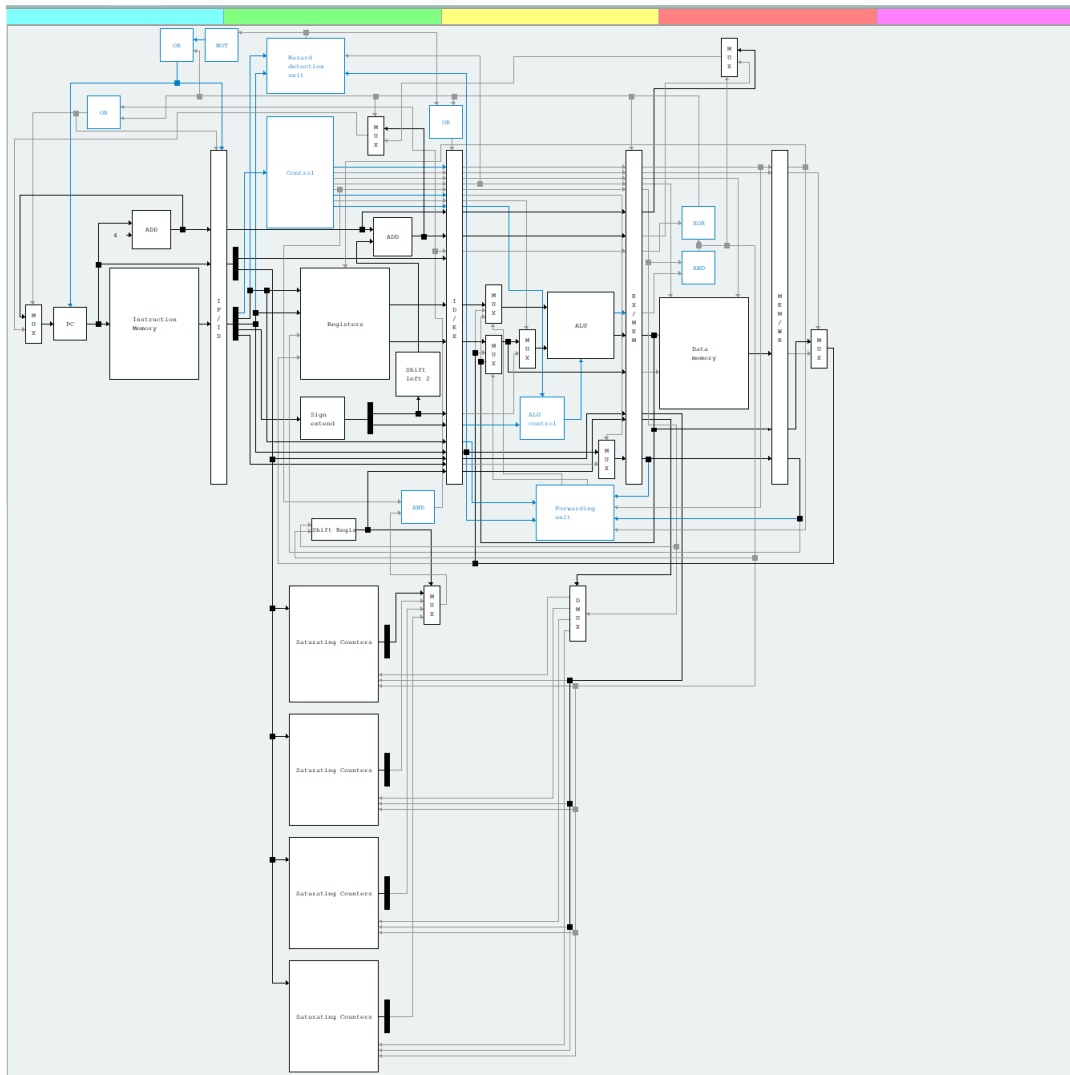 OR
NOT
Hazard
detection
unit
M
U
X
OR
M
U
X
OR
Control
I
F
/
I
D
I
D
/
E
X
E
X
/
M
E
M
M
E
M
/
W
B
ADD
4
ADD
XOR
AND
M
U
X
PC
Instruction
Memory
Registers
M
U
X
M
U
X
M
U
X
ALU
Data
memory
M
U
X
Shift
left 2
Sign
extend
ALU
control
M
U
X
AND
Forwarding
unit
Shift Regis
M
U
X
D
M
U
X
Saturating Counters
Saturating Counters
Saturating Counters
Saturating Counters